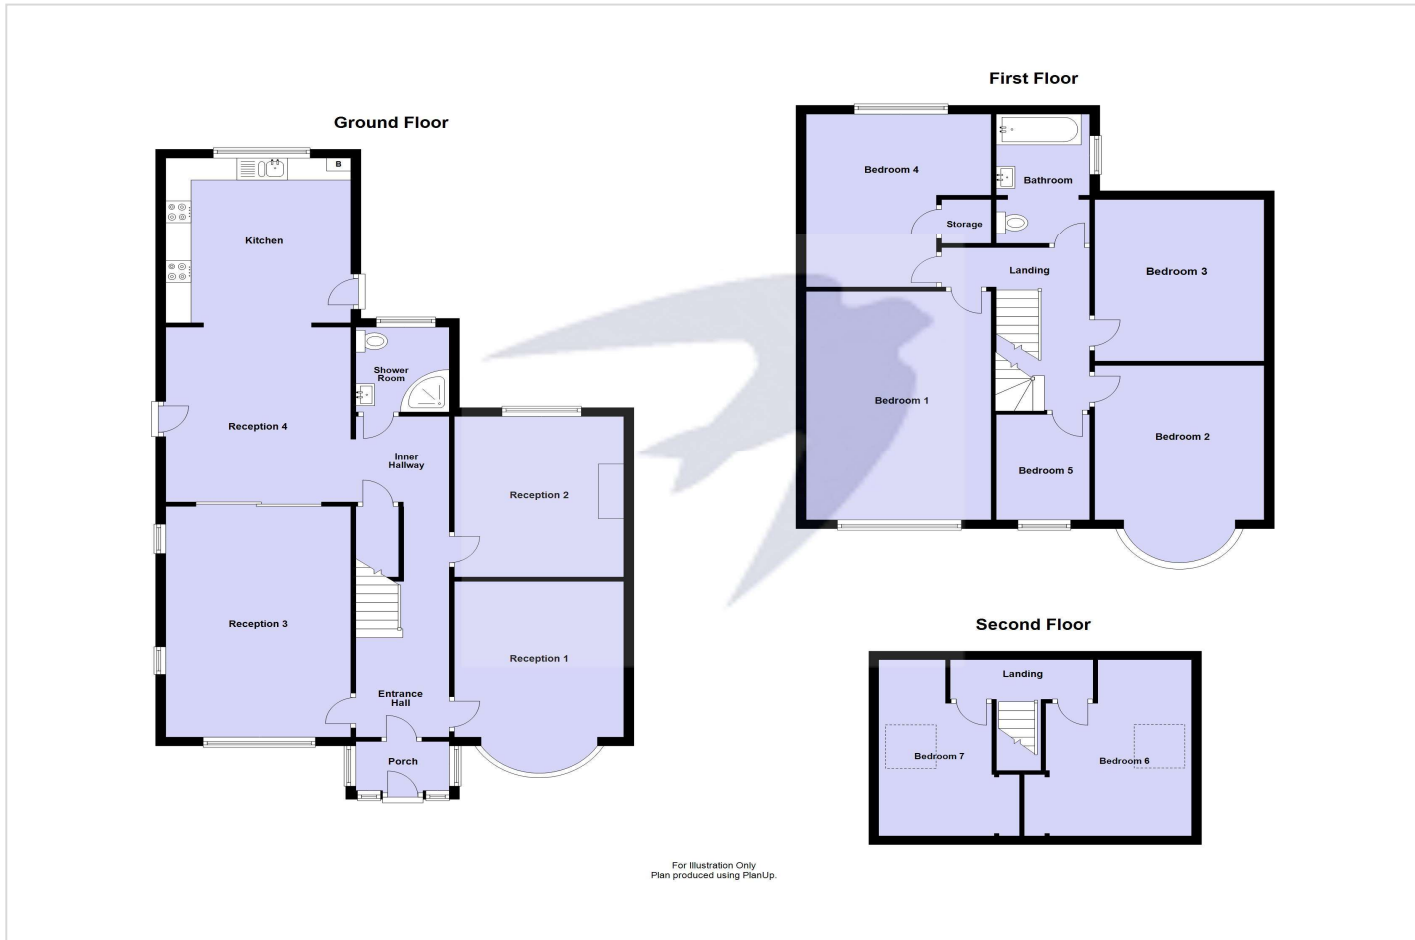 Ground Floor
B
Kitchen
Shower
Room
Reception 4
Inner
Hallway
Reception 2
Reception 3
Reception 1
Entrance
Hall
Porch
First Floor
Bedroom 4
Bathroom
Storage
Landing
Bedroom 3
Bedroom 1
Bedroom 2
Bedroom 5
Second Floor
Landing
Bedroom 7
Bedroom 6
For Illustration Only
Plan produced using PlanUp.